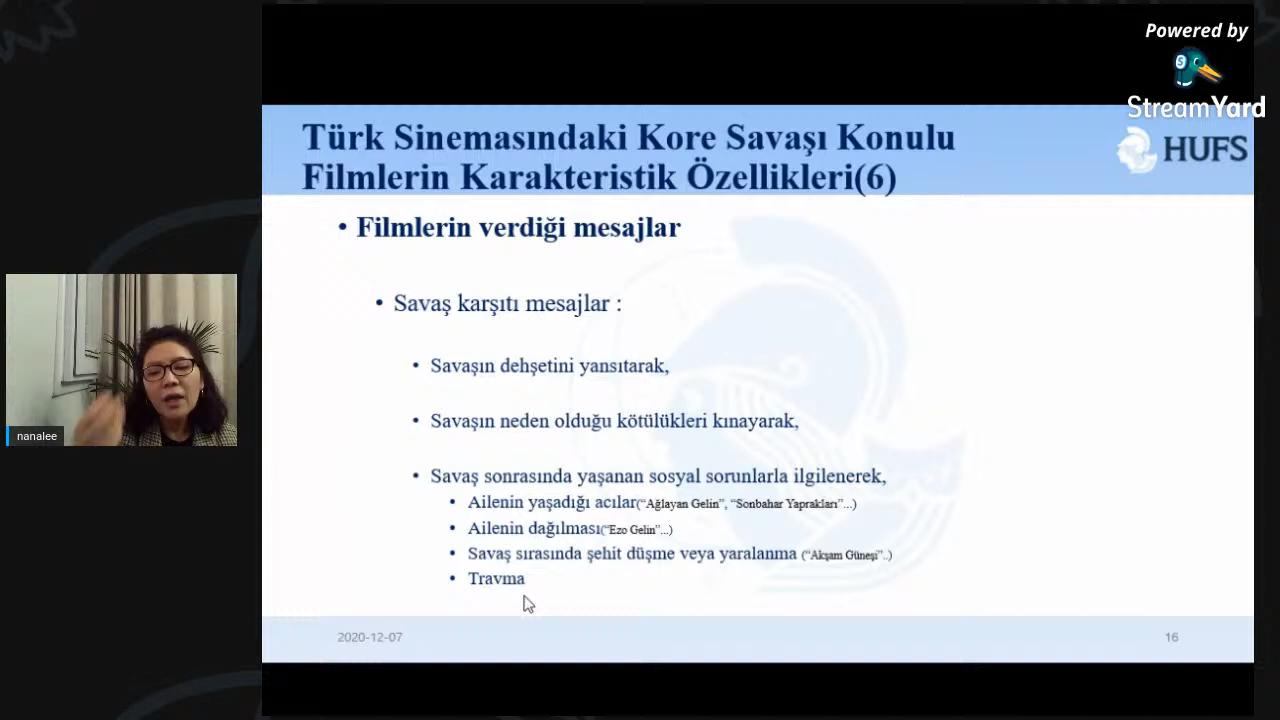 Powered by
StreamYard
Türk Sinemasındaki Kore Savaşı Konulu
Filmlerin Karakteristik Özellikleri(6)
HUFS
• Filmlerin verdiği mesajlar
• Savaş karşıtı mesajlar :
• Savaşın dehşetini yansıtarak,
• Savaşın neden olduğu kötülükleri kınayarak,
• Savaş sonrasında yaşanan sosyal sorunlarla ilgilenerek,
• Ailenin yaşadığı acılar(“Ağlayan Gelin”, “Sonbahar Yaprakları”...)
• Ailenin dağılması(“Ezo Gelin”...)
• Savaş sırasında şehit düşme veya yaralanma (“Akşam Güneşi”..)
• Travma
nanalee
2020-12-07
16